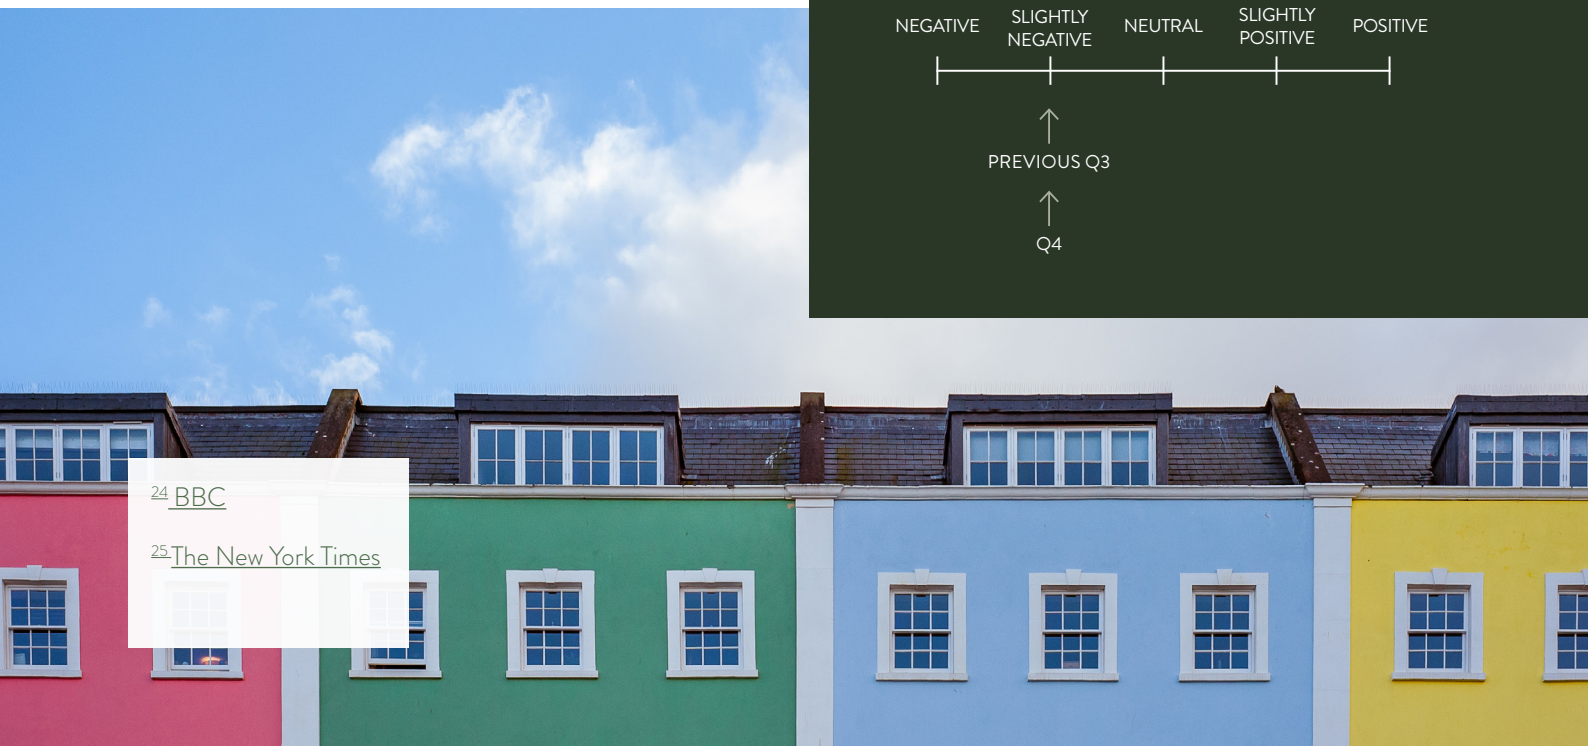 NEGATIVE
SLIGHTLY
NEGATIVE
NEUTRAL
SLIGHTLY
POSITIVE
POSITIVE
PREVIOUS Q3
Q4
24 BBC
25 The New York Times